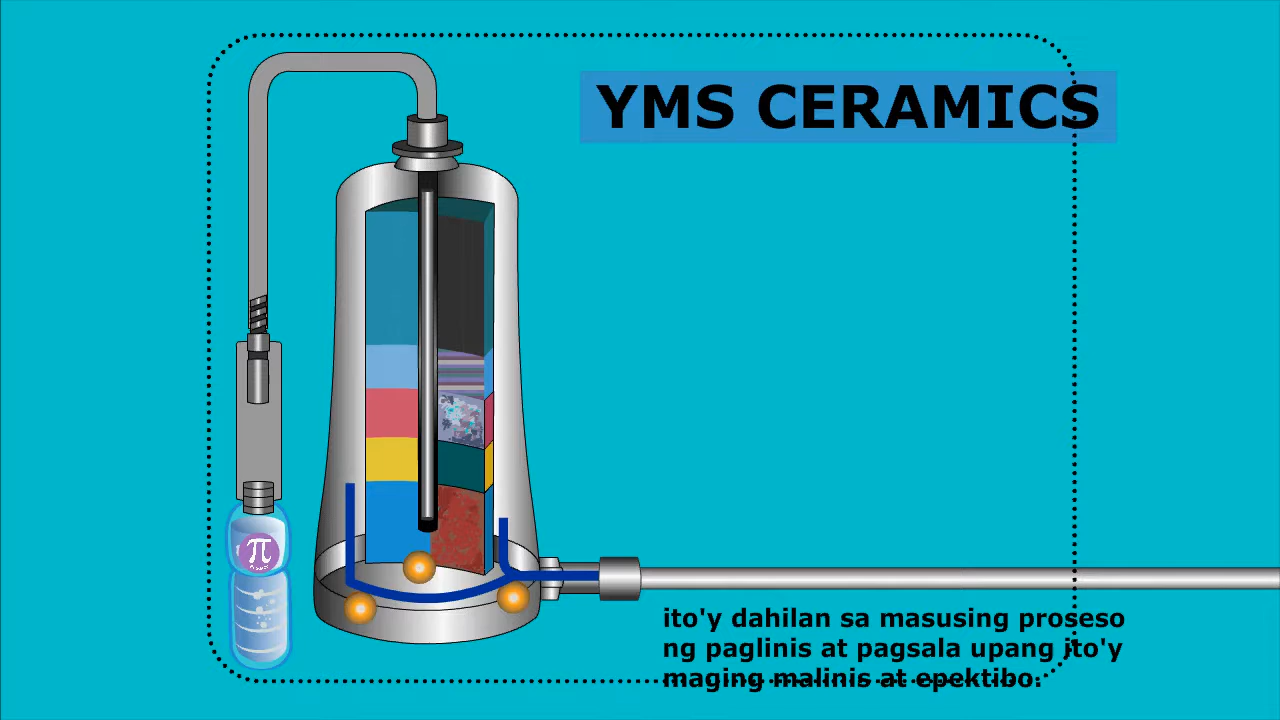 YMS CERAMICS
π
ito'y dahilan sa masusing proseso
ng paglinis at pagsala upang ito'y
maging malinis at epektibo.